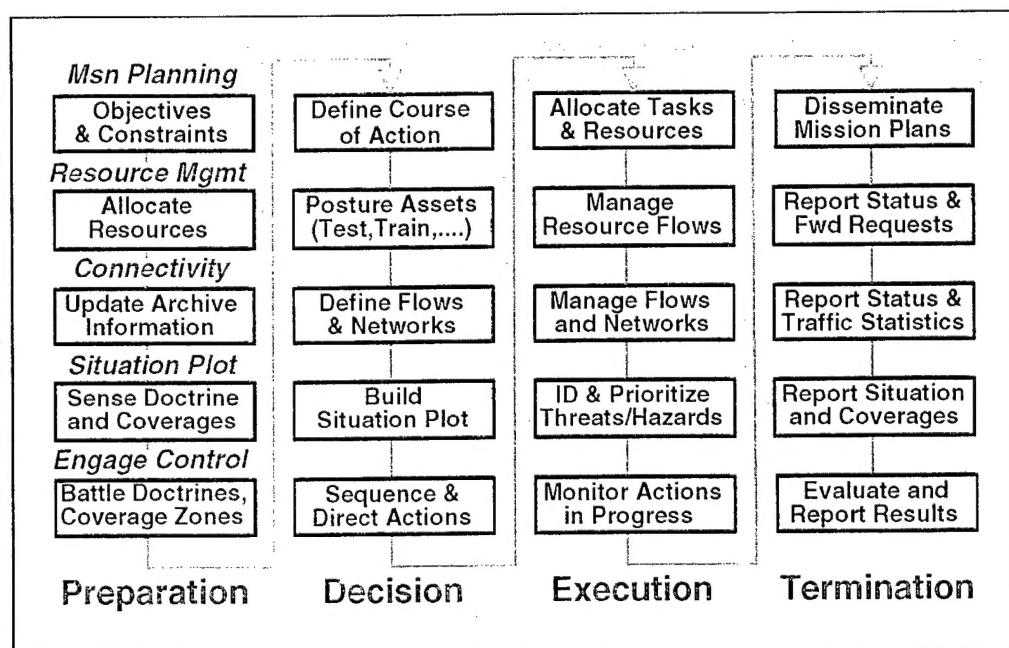 Msn Planning
Objectives
& Constraints
Resource Mgmt
Allocate
Resources
Connectivity
Update Archive
Information
Situation Plot
Sense Doctrine
and Coverages
Engage Control
Battle Doctrines,
Coverage Zones
Preparation
Define Course
of Action
Posture Assets
(Test,Train,....)
Define Flows
& Networks
Build
Situation Plot
Sequence &
Direct Actions
Decision
Allocate Tasks
& Resources
Manage
Resource Flows
Manage Flows
and Networks
ID & Prioritize
Threats/Hazards
Monitor Actions
in Progress
Execution
Disseminate
Mission Plans
Report Status &
Fwd Requests
Report Status &
Traffic Statistics
Report Situation
and Coverages
Evaluate and
Report Results
Termination